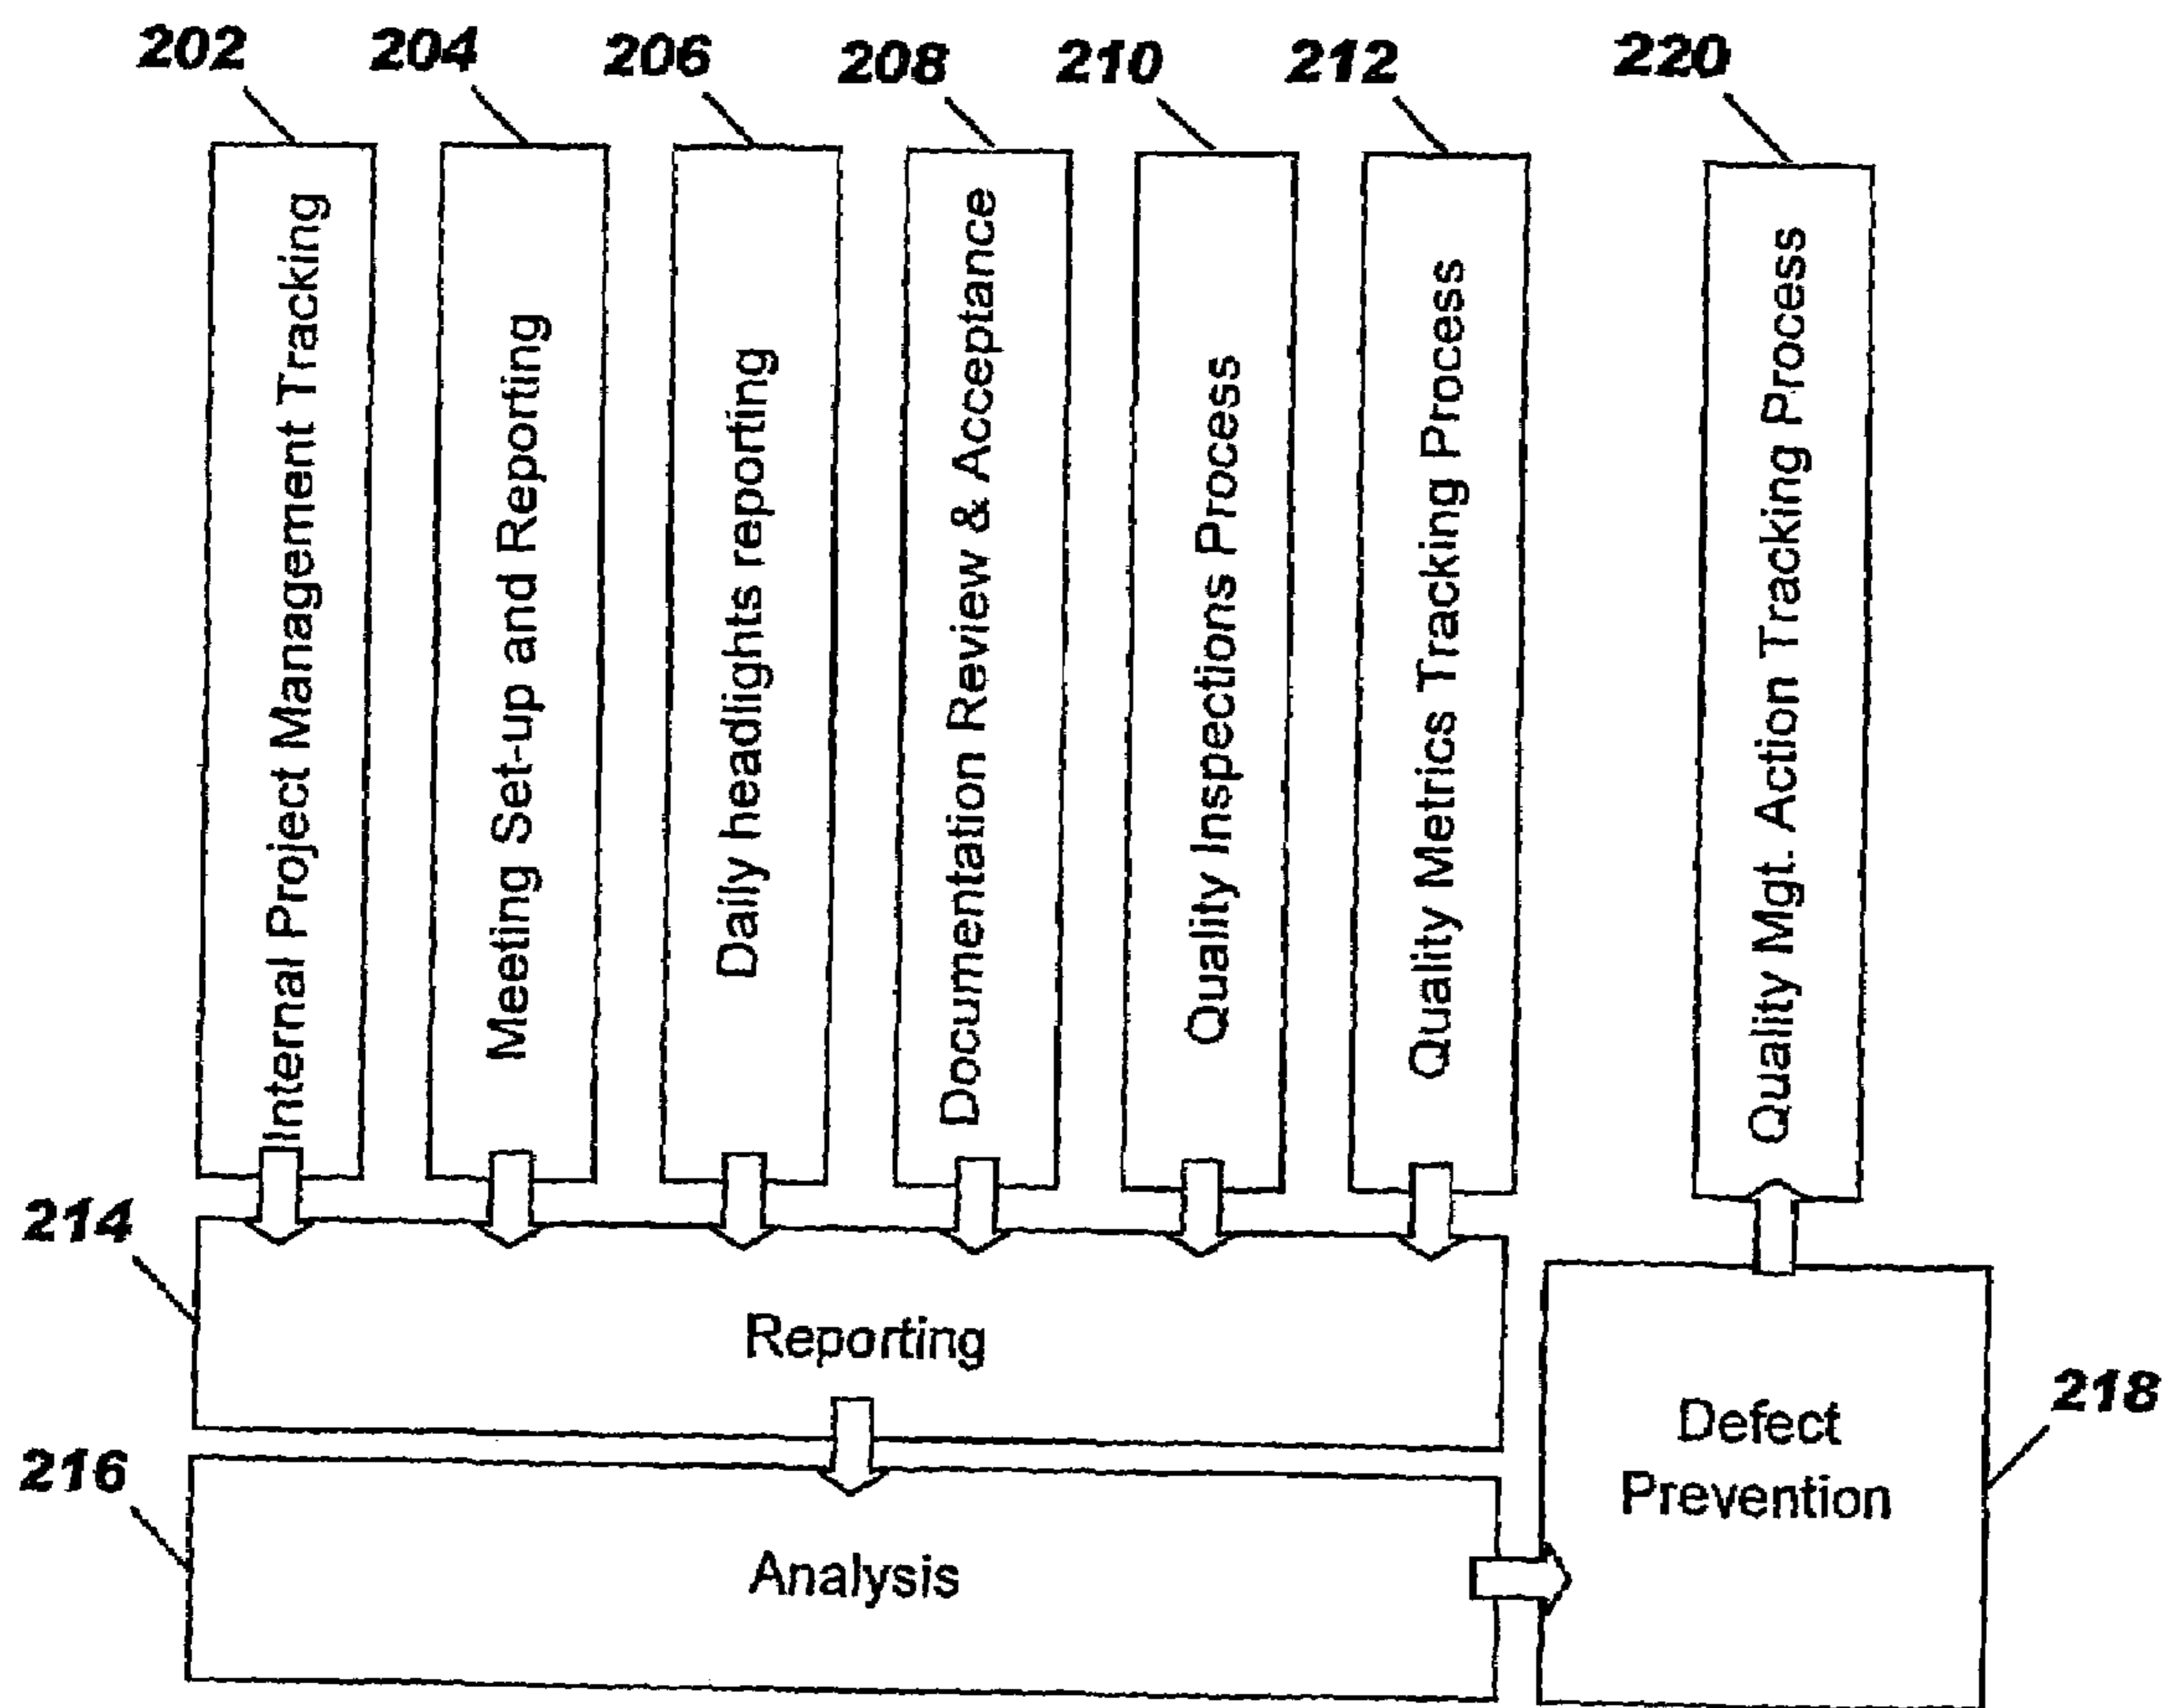 202
204
206
208
210
212
220
Internal Project Management Tracking
Meeting Set-up and Reporting
Daily headlights reporting
Documentation Review & Acceptance
Quality Inspections Process
Quality Metrics Tracking Process
Quality Mgt. Action Tracking Process
214
Reporting
218
Defect
Prevention
216
Analysis